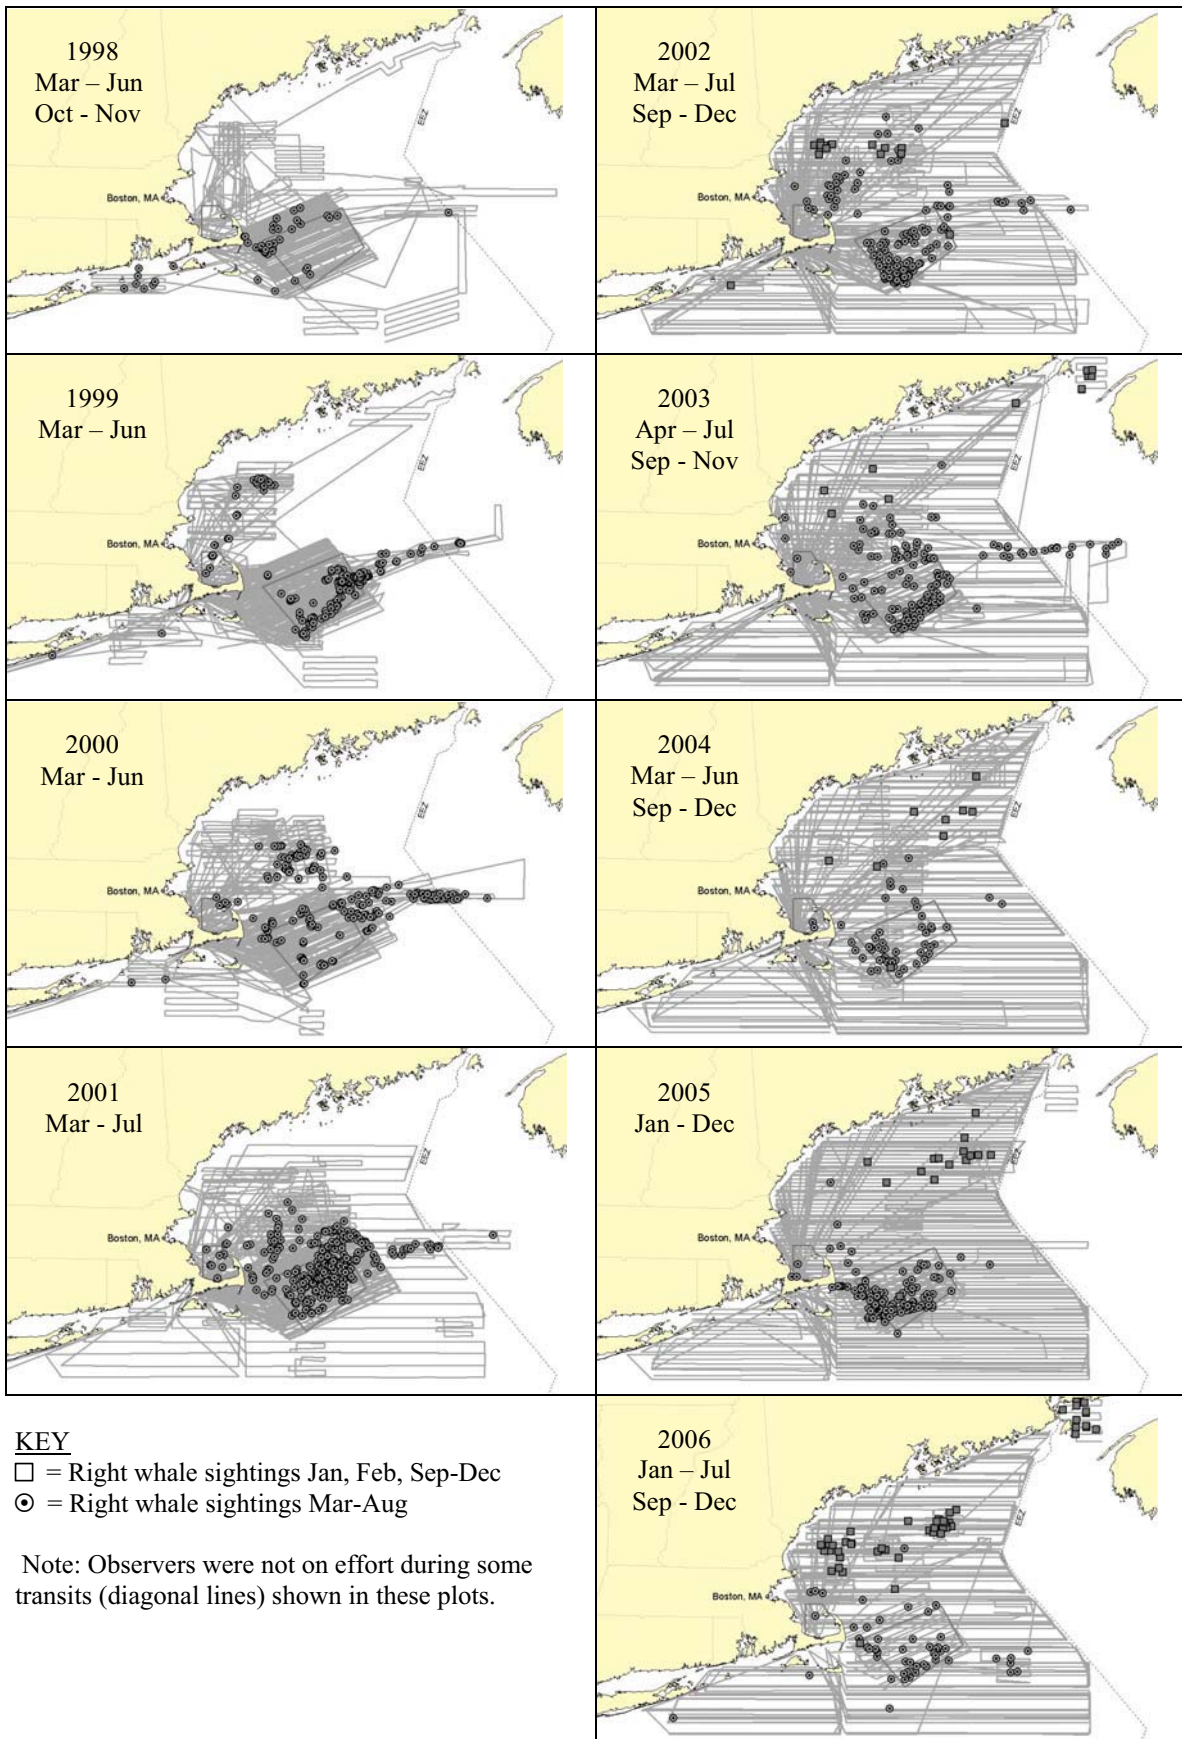 1998
Mar – Jun
Oct - Nov
EEZ
Boston, MA
2002
Mar – Jul
Sep - Dec
EEZ
Boston, MA
1999
Mar – Jun
EEZ
Boston, MA
2003
Apr – Jul
Sep - Nov
EEZ
Boston, MA
2000
Mar - Jun
EEZ
Boston, MA
2004
Mar – Jun
Sep - Dec
EEZ
Boston, MA
2001
Mar - Jul
EEZ
Boston, MA
2005
Jan - Dec
EEZ
Boston, MA
KEY
= Right whale sightings Jan, Feb, Sep-Dec
= Right whale sightings Mar-Aug
Note: Observers were not on effort during some
transits (diagonal lines) shown in these plots.
2006
Jan – Jul
Sep - Dec
EEZ
Boston, MA